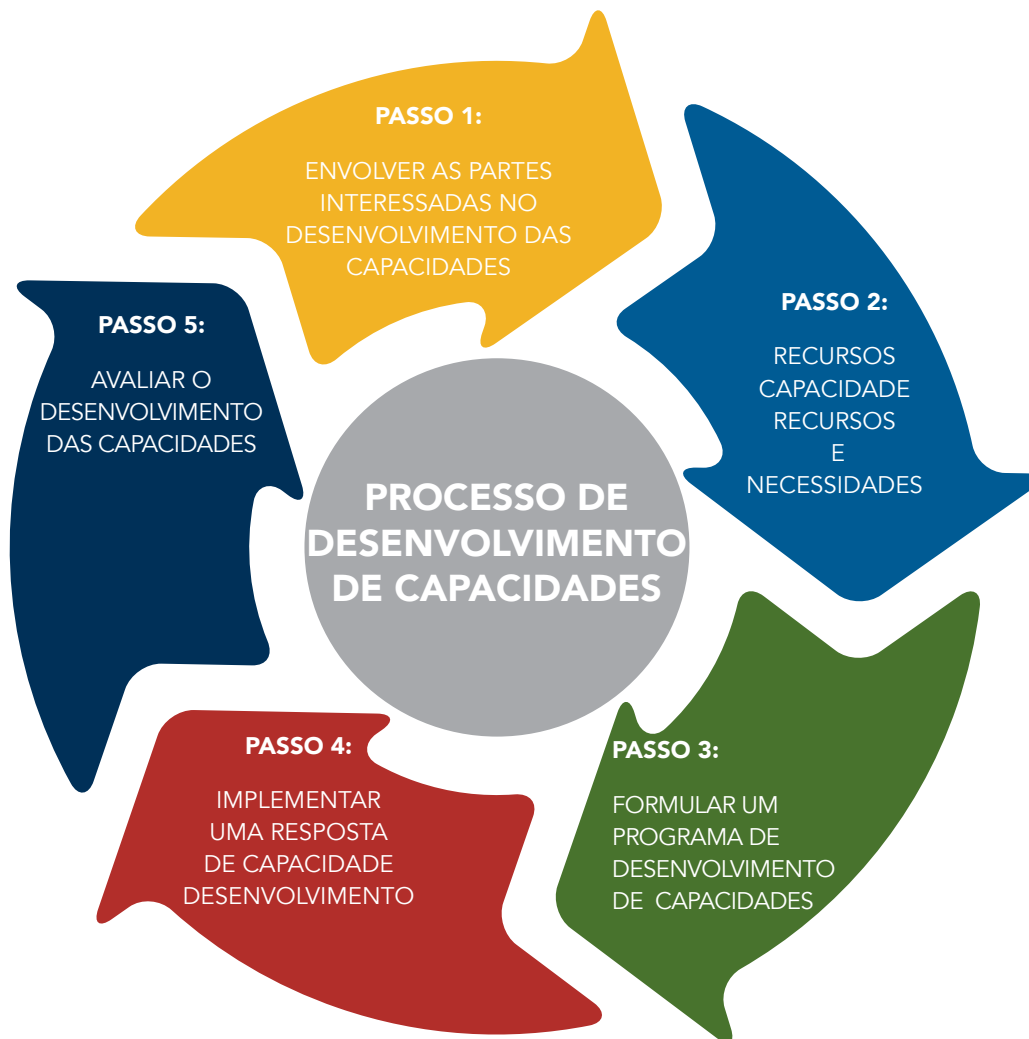 PASSO 1:
ENVOLVER AS PARTES
INTERESSADAS NO
DESENVOLVIMENTO DAS
CAPACIDADES
PASSO 2:
RECURSOS
CAPACIDADE
RECURSOS
E
NECESSIDADES
PASSO 3:
FORMULAR UM
PROGRAMA DE
DESENVOLVIMENTO
DE CAPACIDADES
PASSO 4:
IMPLEMENTAR
UMA RESPOSTA
DE CAPACIDADE
DESENVOLVIMENTO
PASSO 5:
AVALIAR O
DESENVOLVIMENTO
DAS CAPACIDADES
PROCESSO DE
DESENVOLVIMENTO
DE CAPACIDADES